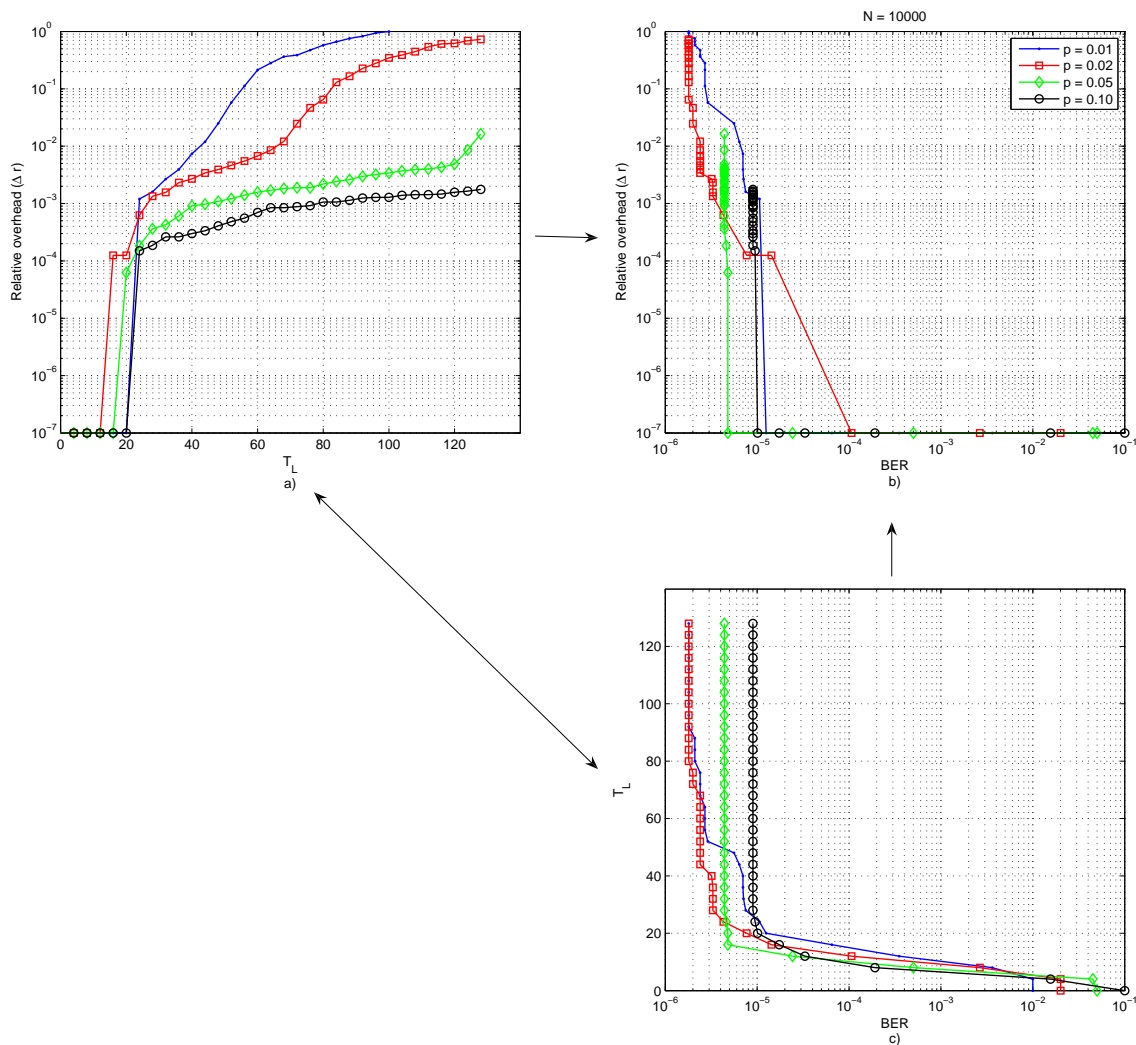 10^0
10^-1
10^-2
10^-3
10^-4
10^-5
10^-6
10^-7
Relative overhead (Δ r)
0 20 40 60 80 100 120
T_L
a)
N = 10000
p = 0.01
p = 0.02
p = 0.05
p = 0.10
10^0
10^-1
10^-2
10^-3
10^-4
10^-5
10^-6
10^-7
Relative overhead (Δ r)
10^-6 10^-5 10^-4 10^-3 10^-2 10^-1
BER
b)
120
100
80
60
40
20
0
T_L
10^-6 10^-5 10^-4 10^-3 10^-2 10^-1
BER
c)